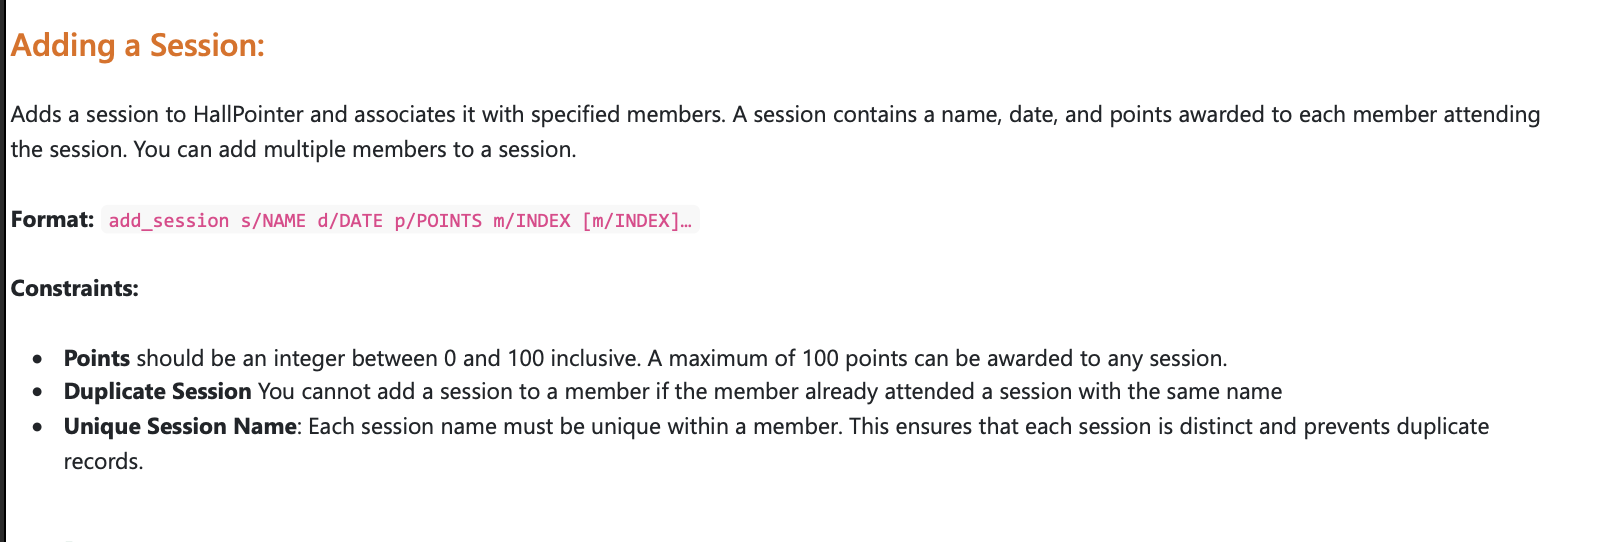 Adding a Session:
Adds a session to HallPointer and associates it with specified members. A session contains a name, date, and points awarded to each member attending
the session. You can add multiple members to a session.
Format: add_session s/NAME d/DATE p/POINTS m/INDEX [m/INDEX]…
Constraints:
• Points should be an integer between 0 and 100 inclusive. A maximum of 100 points can be awarded to any session.
• Duplicate Session You cannot add a session to a member if the member already attended a session with the same name
• Unique Session Name: Each session name must be unique within a member. This ensures that each session is distinct and prevents duplicate
records.